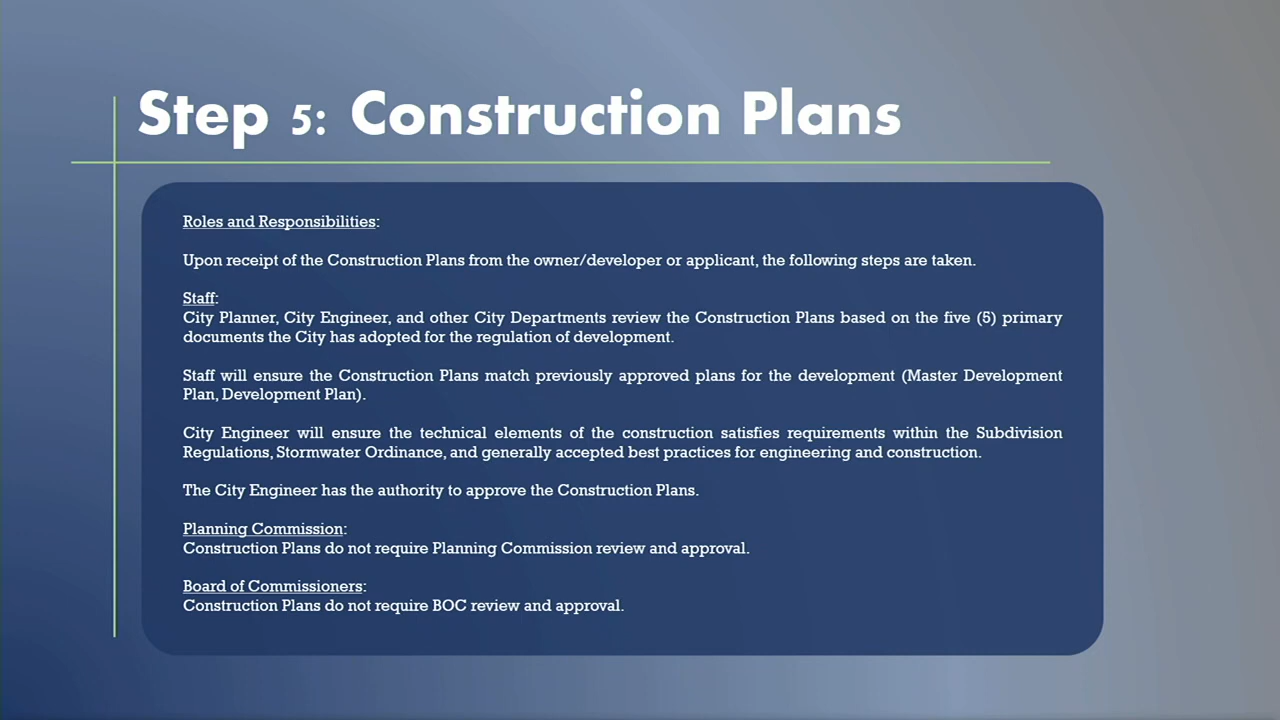 Step 5: Construction Plans
Roles and Responsibilities:
Upon receipt of the Construction Plans from the owner/developer or applicant, the following steps are taken.
Staff:
City Planner, City Engineer, and other City Departments review the Construction Plans based on the five (5) primary
documents the City has adopted for the regulation of development.
Staff will ensure the Construction Plans match previously approved plans for the development (Master Development
Plan, Development Plan).
City Engineer will ensure the technical elements of the construction satisfies requirements within the Subdivision
Regulations, Stormwater Ordinance, and generally accepted best practices for engineering and construction.
The City Engineer has the authority to approve the Construction Plans.
Planning Commission:
Construction Plans do not require Planning Commission review and approval.
Board of Commissioners:
Construction Plans do not require BOC review and approval.